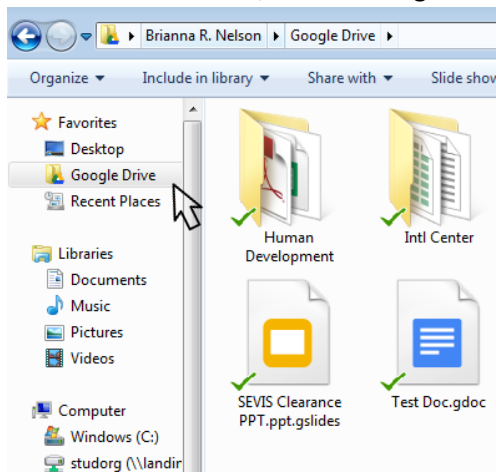 Brianna R. Nelson Google Drive
Organize Include in library Share with Slide show
Favorites
Desktop
Google Drive
Recent Places
Libraries
Documents
Music
Pictures
Videos
Computer
Windows (C:)
studorg (\\landir
Human
Development
Intl Center
SEVIS Clearance
PPT.ppt.gslides
Test Doc.gdoc